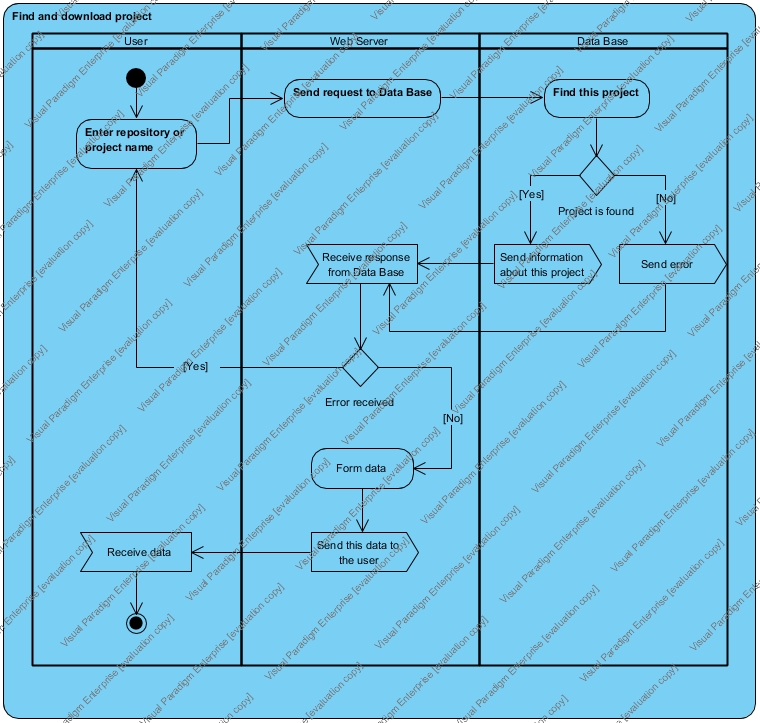 Find and download project
User
Web Server
Data Base
Enter repository or
project name
Send request to Data Base
Find this project
[Yes]
[No]
Project is found
Receive response
from Data Base
Send information
about this project
Send error
[Yes]
Error received
[No]
Form data
Receive data
Send this data to
the user
Visual Paradigm Enterprise [evaluation copy]